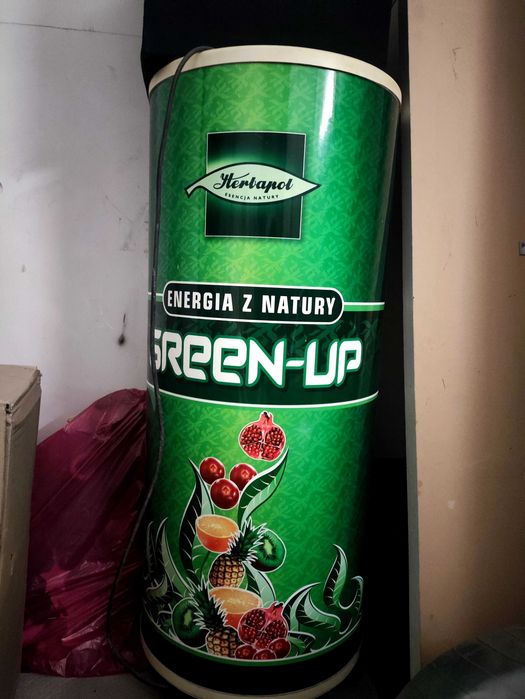 Herbapol
ESENCJA NATURY
ENERGIA Z NATURY
GREEN-UP